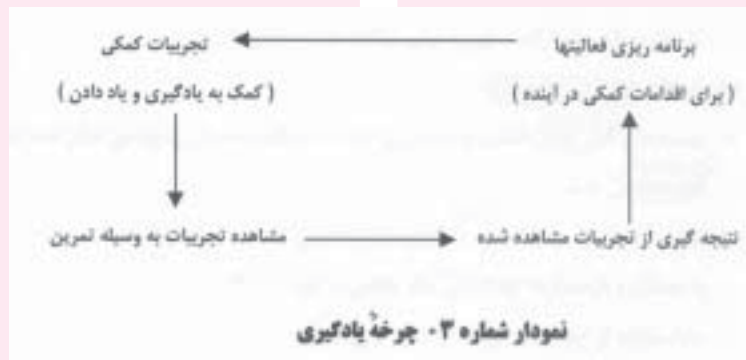 برنامه ریزی فعالیتها
تجربیات کمکی
( برای اقدامات کمکی در آینده )
( کمک به یادگیری و یاد دادن )
نتیجه گیری از تجربیات مشاهده شده
مشاهده تجربیات به وسیله تمرین
نمودار شماره ۰۳ چرخهٔ یادگیری